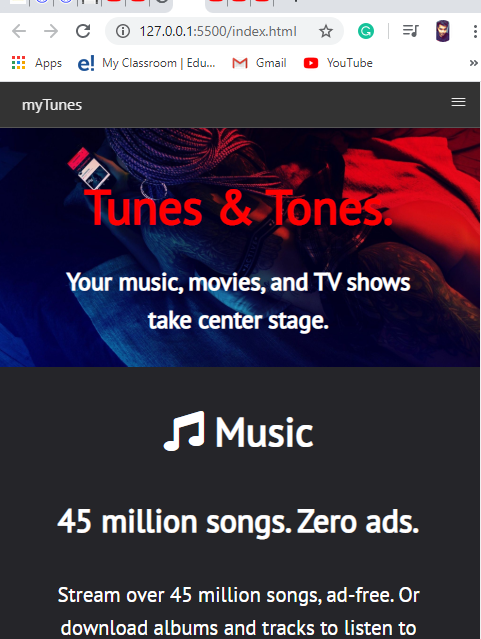 127.0.0.1:5500/index.html
Apps
e! My Classroom | Edu...
Gmail
YouTube
»
myTunes
Tunes & Tones.
Your music, movies, and TV shows
take center stage.
Music
45 million songs. Zero ads.
Stream over 45 million songs, ad-free. Or
download albums and tracks to listen to